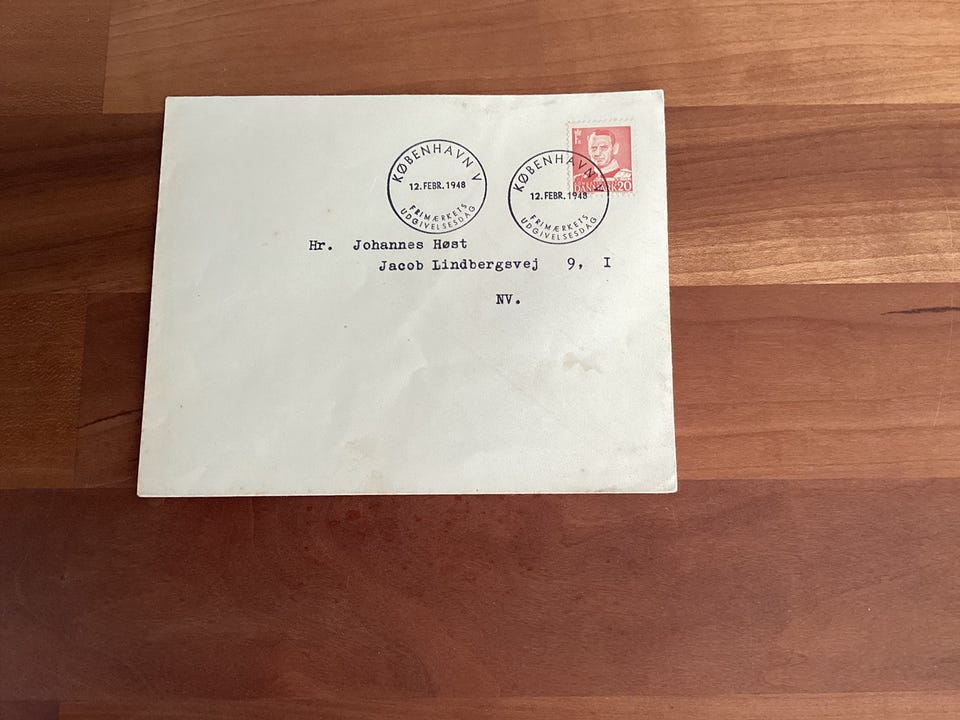 KØBENHAVN V
12. FEBR. 1948
FRIMÆRKETS
UDGIVELSESDAG
KØBENHAVN V
12. FEBR. 1948
FRIMÆRKETS
UDGIVELSESDAG
DANMARK 20
Hr. Johannes Høst
Jacob Lindbergsvej 9, I
NV.